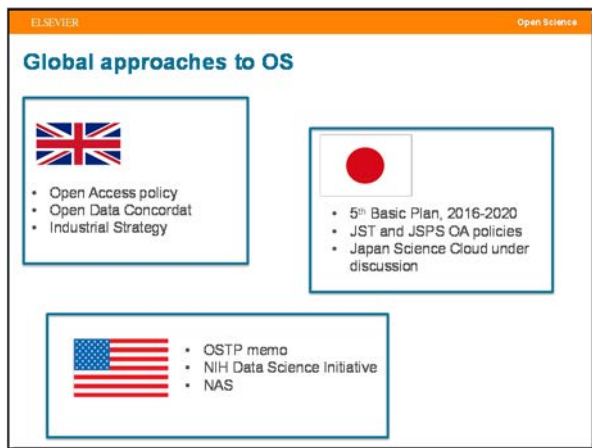 ELSEVIER
Open Science
Global approaches to OS
• Open Access policy
• Open Data Concordat
• Industrial Strategy
• 5th Basic Plan, 2016-2020
• JST and JSPS OA policies
• Japan Science Cloud under
discussion
• OSTP memo
• NIH Data Science Initiative
• NAS